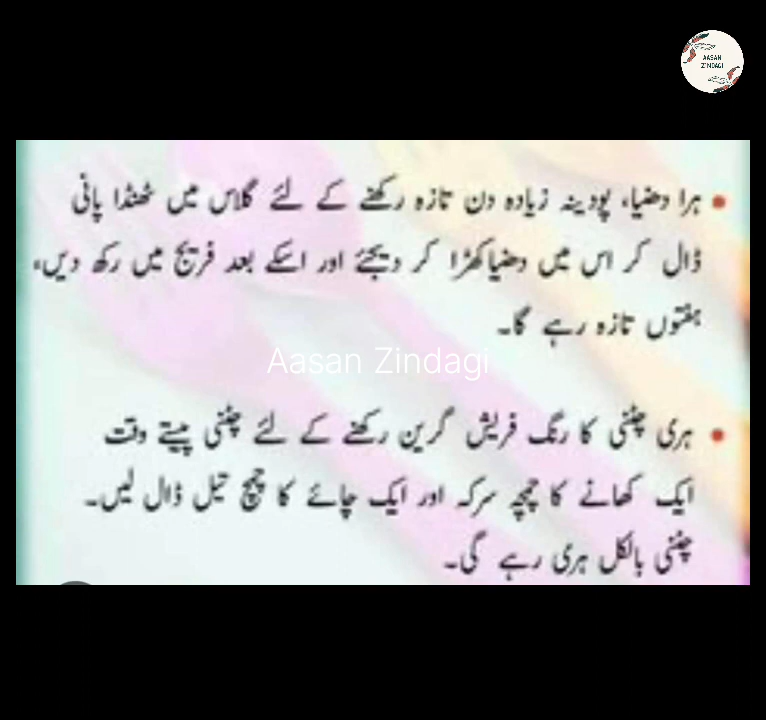 AASAN
ZINDAGI
• ہرا دھنیا، پودینہ زیادہ دن تازہ رکھنے کے لئے گلاس میں ٹھنڈا پانی
ڈال کر اس میں دھنیا کھڑا کر دیجئے اور اسکے بعد فریج میں رکھ دیں،
ہفتوں تازہ رہے گا۔
Aasan Zindagi
• ہری چٹنی کا رنگ فریش گرین رکھنے کے لئے چٹنی پیستے وقت
ایک کھانے کا چمچہ سرکہ اور ایک چائے کا چمچ تیل ڈال لیں۔
چٹنی بالکل ہری رہے گی۔